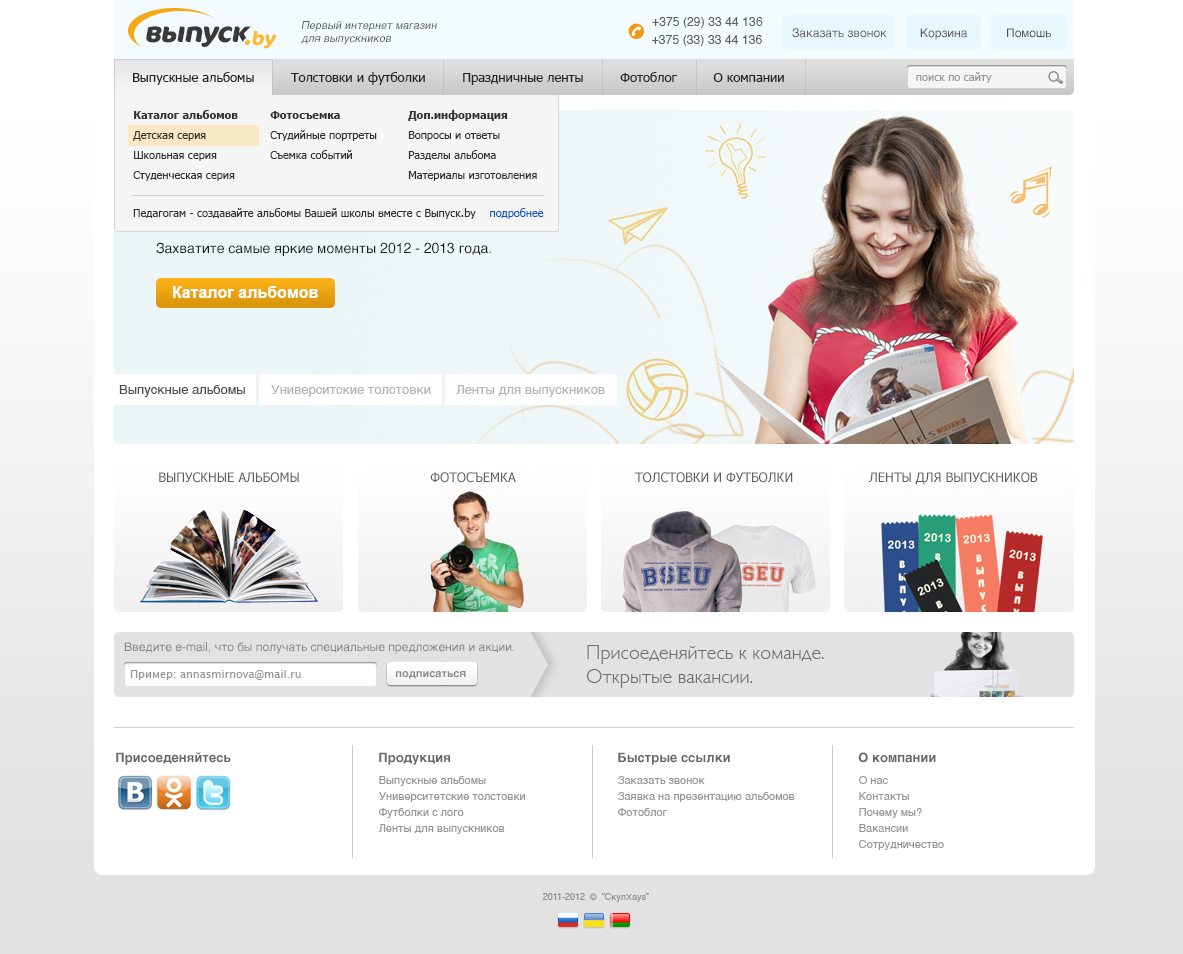 выпуск.by
Первый интернет магазин
для выпускников
+375 (29) 33 44 136
+375 (33) 33 44 136
Заказать звонок
Корзина
Помошь
Выпускные альбомы
Толстовки и футболки
Праздничные ленты
Фотоблог
О компании
поиск по сайту
Каталог альбомов
Детская серия
Школьная серия
Студенческая серия
Фотосъемка
Студийные портреты
Съемка событий
Доп.информация
Вопросы и ответы
Разделы альбома
Материалы изготовления
Педагогам - создавайте альбомы Вашей школы вместе с Выпуск.by подробнее
Захватите самые яркие моменты 2012 - 2013 года.
Каталог альбомов
Выпускные альбомы
Универоитские толстовки
Ленты для выпускников
ВЫПУСКНЫЕ АЛЬБОМЫ
ФОТОСЪЕМКА
ТОЛСТОВКИ И ФУТБОЛКИ
BSEU
SEU
ЛЕНТЫ ДЛЯ ВЫПУСКНИКОВ
2013
2013
2013
2013
2013
Введите e-mail, что бы получать специальные предложения и акции.
Пример: annasmirnova@mail.ru
подписаться
Присоеденяйтесь к команде.
Открытые вакансии.
Присоеденяйтесь
Продукция
Выпускные альбомы
Университетские толстовки
Футболки с лого
Ленты для выпускников
Быстрые ссылки
Заказать звонок
Заявка на презентацию альбомов
Фотоблог
О компании
О нас
Контакты
Почему мы?
Вакансии
Сотрудничество
2011-2012 © "СкулХауз"